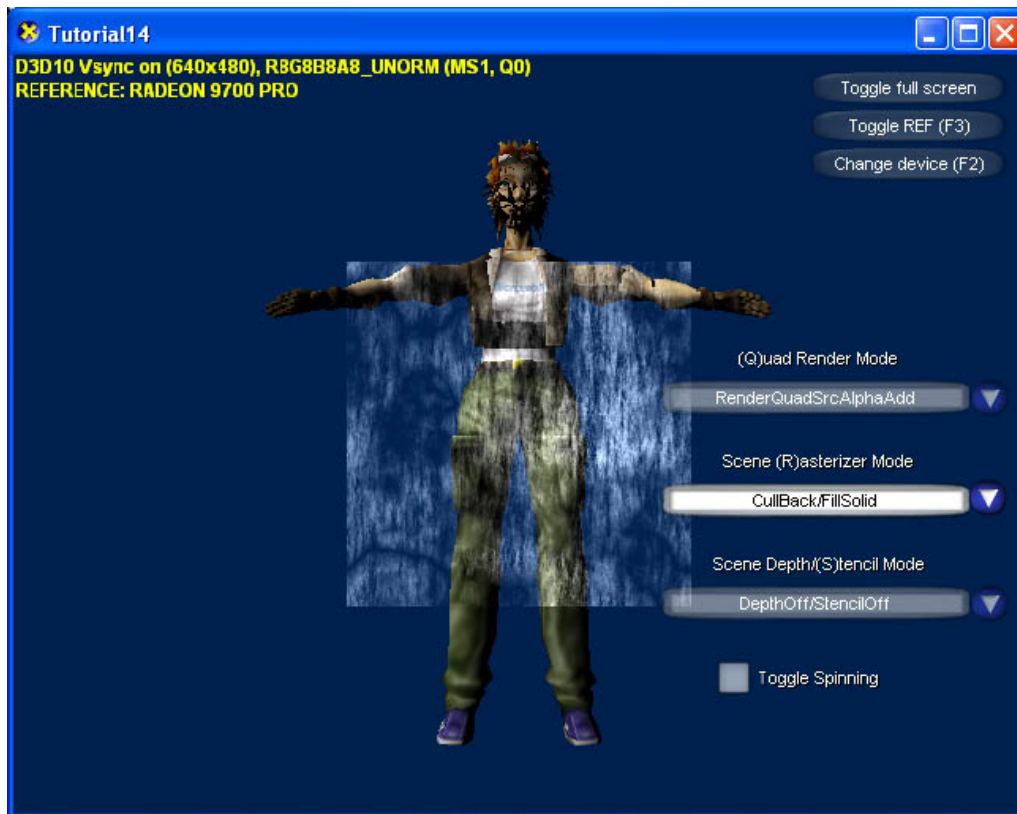 Tutorial14
D3D10 Vsync on (640x480), R8G8B8A8_UNORM (MS1, Q0)
REFERENCE: RADEON 9700 PRO
Toggle full screen
Toggle REF (F3)
Change device (F2)
(Q)uad Render Mode
RenderQuadSrcAlphaAdd
Scene (R)asterizer Mode
CullBack/FillSolid
Scene Depth/(S)tencil Mode
DepthOff/StencilOff
Toggle Spinning